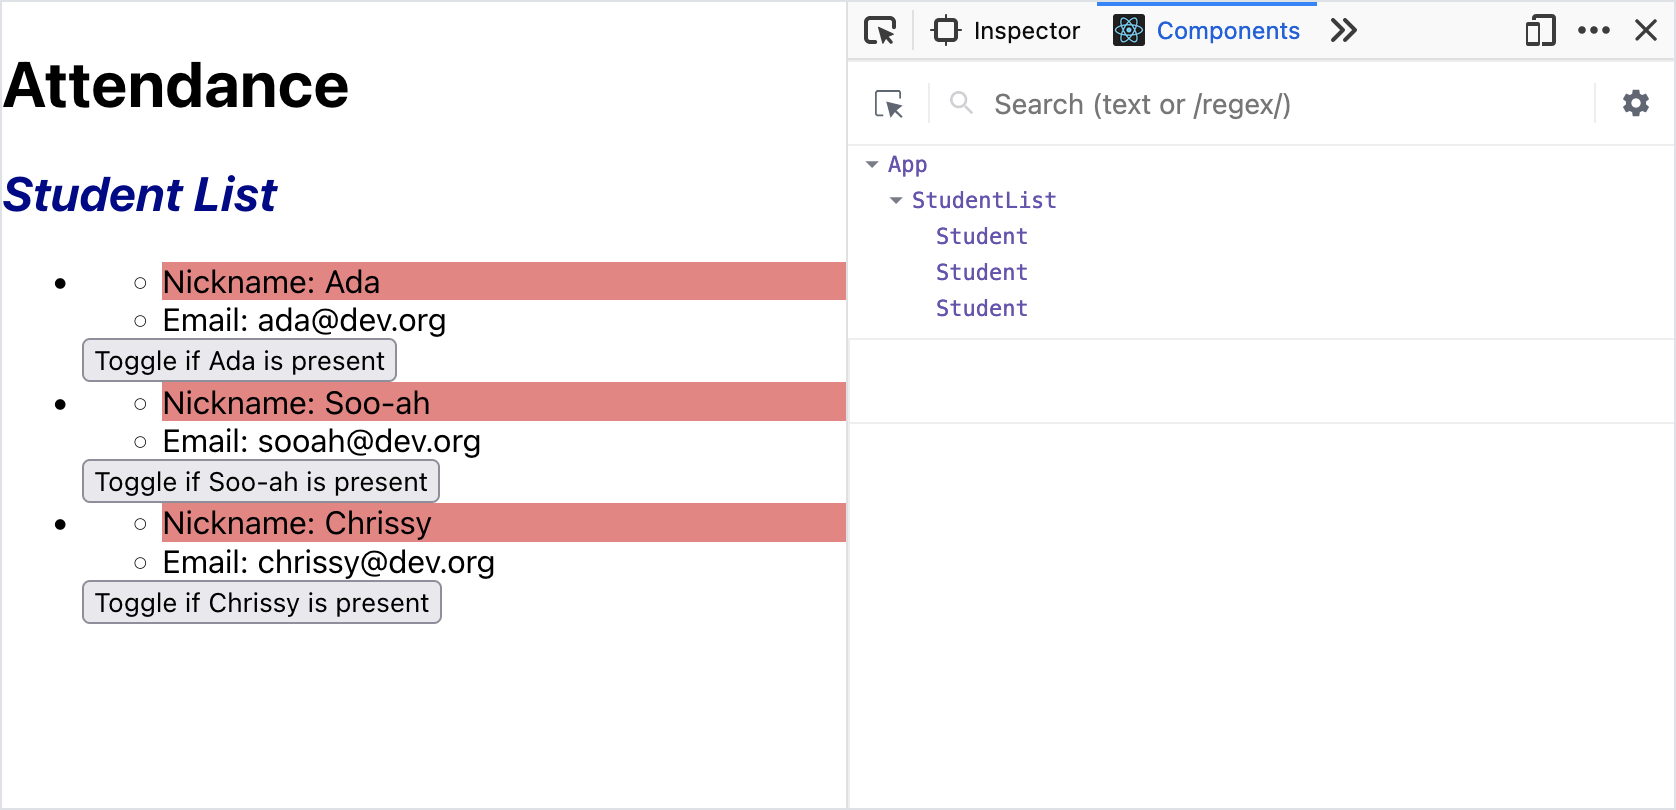 Attendance
Student List
Nickname: Ada
Email: ada@dev.org
Toggle if Ada is present
Nickname: Soo-ah
Email: sooah@dev.org
Toggle if Soo-ah is present
Nickname: Chrissy
Email: chrissy@dev.org
Toggle if Chrissy is present
Inspector
Components
Search (text or /regex/)
App
StudentList
Student
Student
Student